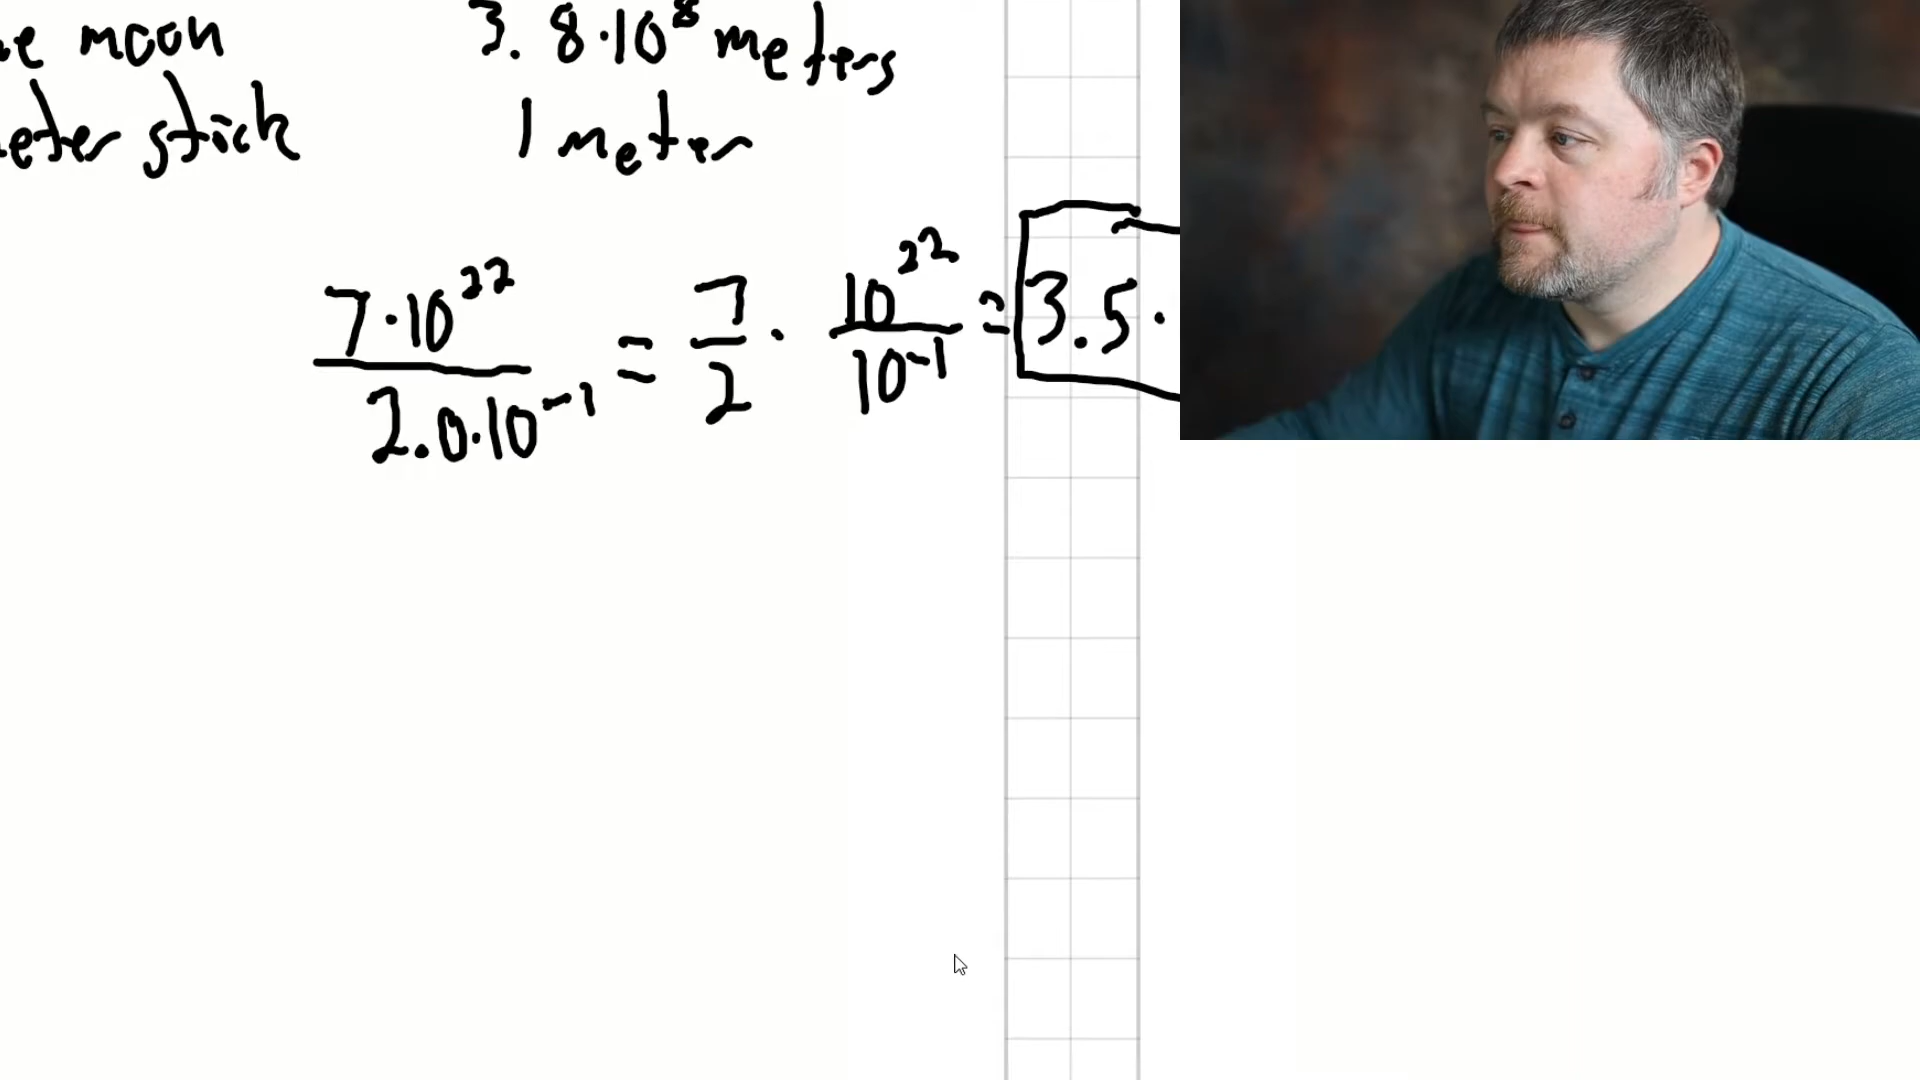 moon 3.8·10⁸ meters
stick 1 meter
7·10²² / 2.0·10⁻¹ = 7/2 · 10²² / 10⁻¹ = 3.5·